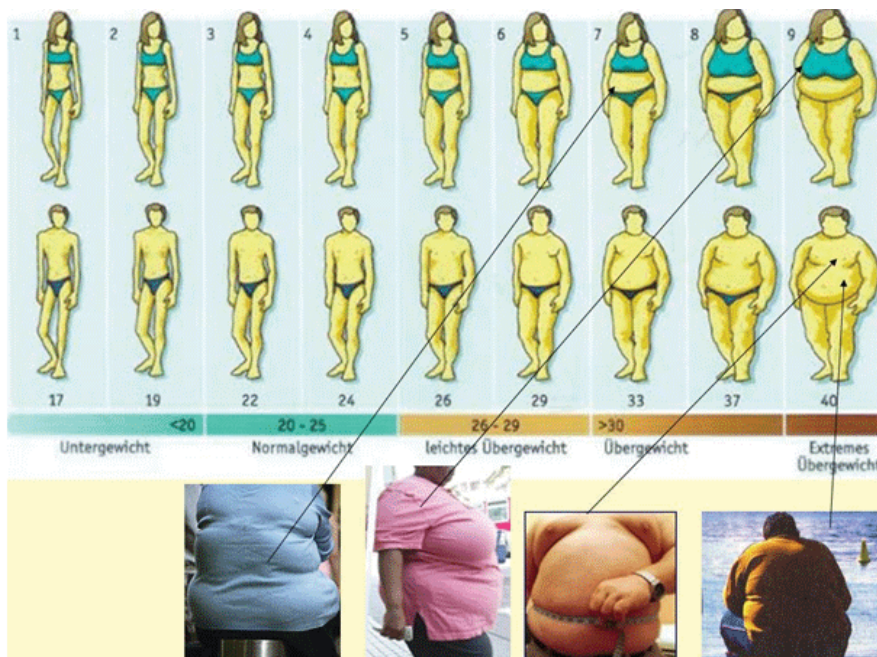 1 2 3 4 5 6 7 8 9
17 19 22 24 26 29 33 37 40
<20 20 - 25 26 - 29 >30
Untergewicht Normalgewicht leichtes Übergewicht Übergewicht Extremes
Übergewicht